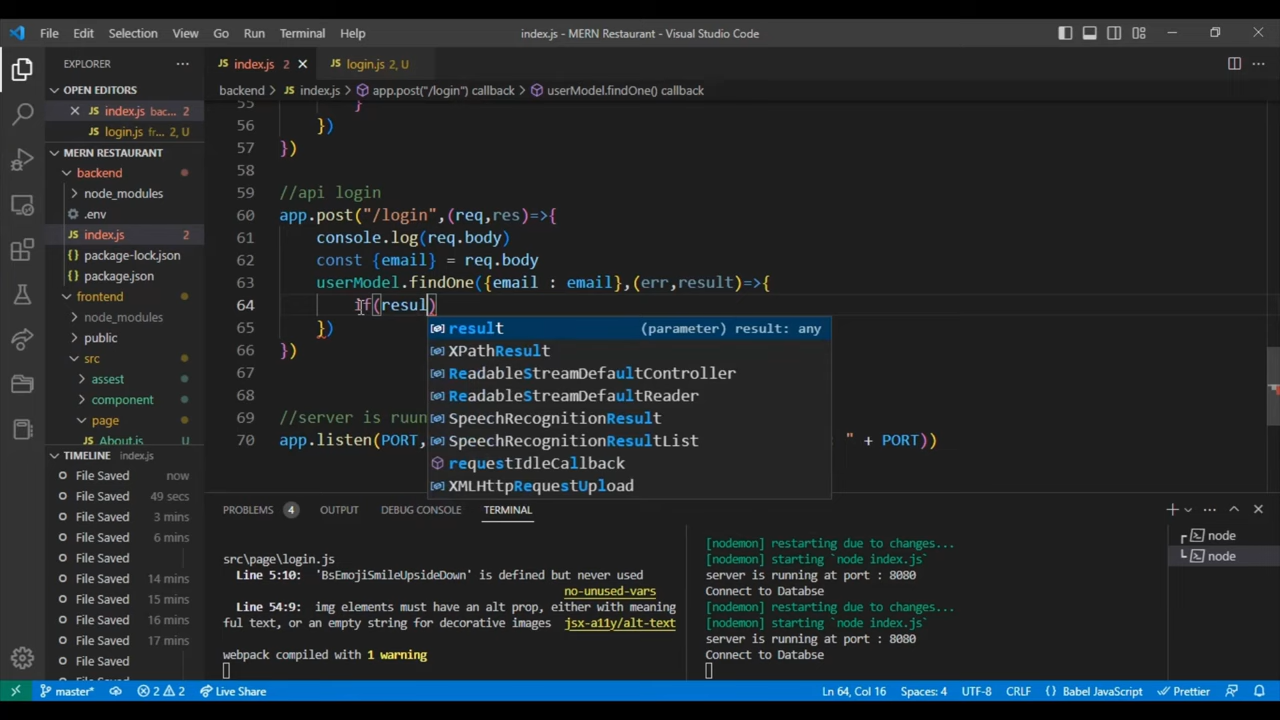 File Edit Selection View Go Run Terminal Help
index.js - MERN Restaurant - Visual Studio Code
EXPLORER
OPEN EDITORS
index.js bac... 2
login.js fr... 2, U
MERN RESTAURANT
backend
node_modules
.env
index.js 2
package-lock.json
package.json
frontend
node_modules
public
src
assest
component
page
About.js
TIMELINE index.js
File Saved now
File Saved 49 secs
File Saved 3 mins
File Saved 5 mins
File Saved
File Saved 14 mins
File Saved 15 mins
File Saved 16 mins
File Saved 17 mins
File Saved
JS index.js 2
JS login.js 2, U
backend > JS index.js > app.post("/login") callback > userModel.findOne() callback
55 }
56 })
57 })
58
59 //api login
60 app.post("/login",(req,res)=>{
61 console.log(req.body)
62 const {email} = req.body
63 userModel.findOne({email : email},(err,result)=>{
64 if(resul)
65 })
66 })
67
68
69 //server is ruun
70 app.listen(PORT, " + PORT))
result (parameter) result: any
XPathResult
ReadableStreamDefaultController
ReadableStreamDefaultReader
SpeechRecognitionResult
SpeechRecognitionResultList
requestIdleCallback
XMLHttpRequestUpload
PROBLEMS 4 OUTPUT DEBUG CONSOLE TERMINAL
src\page\login.js
Line 5:10: 'BsEmojiSmileUpsideDown' is defined but never used
no-unused-vars
Line 54:9: img elements must have an alt prop, either with meaning
ful text, or an empty string for decorative images jsx-a11y/alt-text
webpack compiled with 1 warning
[nodemon] restarting due to changes...
[nodemon] starting `node index.js`
server is running at port : 8080
Connect to Databse
[nodemon] restarting due to changes...
[nodemon] starting `node index.js`
server is running at port : 8080
Connect to Databse
node
node
master* 2 2 Live Share Ln 64, Col 16 Spaces: 4 UTF-8 CRLF {} Babel JavaScript Prettier